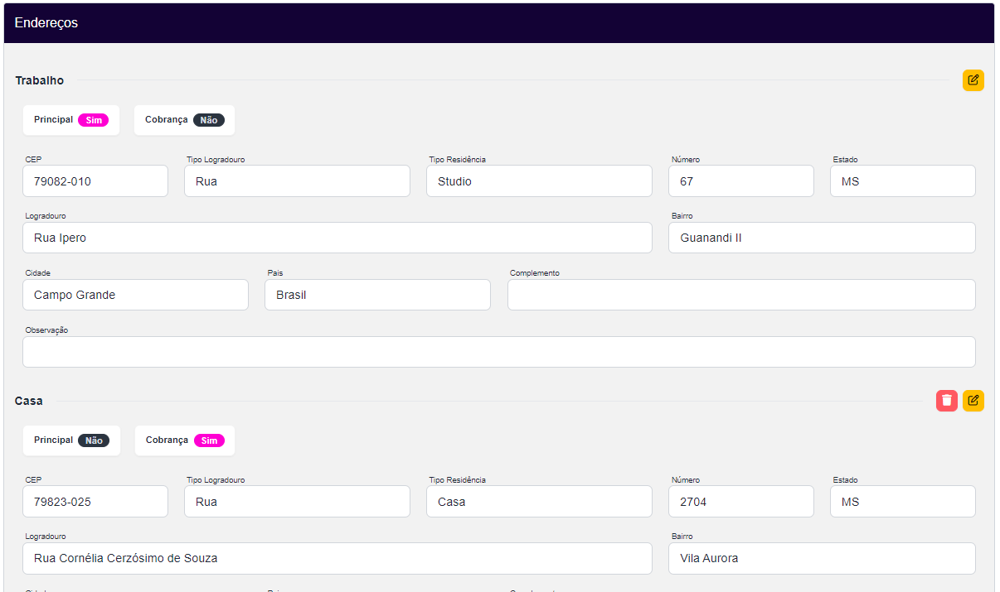 Endereços
Trabalho
Principal Sim Cobrança Não
CEP Tipo Logradouro Tipo Residência Número Estado
79082-010 Rua Studio 67 MS
Logradouro Bairro
Rua Ipero Guanandi II
Cidade Pais Complemento
Campo Grande Brasil
Observação
Casa
Principal Não Cobrança Sim
CEP Tipo Logradouro Tipo Residência Número Estado
79823-025 Rua Casa 2704 MS
Logradouro Bairro
Rua Cornélia Cerzósimo de Souza Vila Aurora